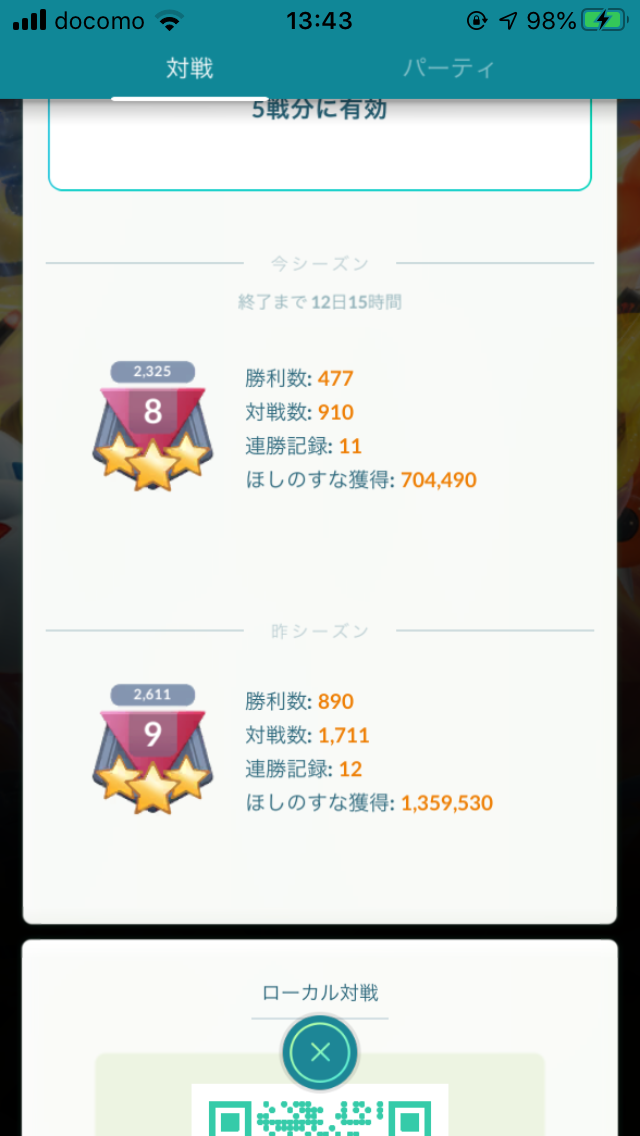 docomo 13:43 98%
対戦 パーティ
5戦分に有効
今シーズン
終了まで 12日15時間
2,325
8
勝利数: 477
対戦数: 910
連勝記録: 11
ほしのすな獲得: 704,490
昨シーズン
2,611
9
勝利数: 890
対戦数: 1,711
連勝記録: 12
ほしのすな獲得: 1,359,530
ローカル対戦